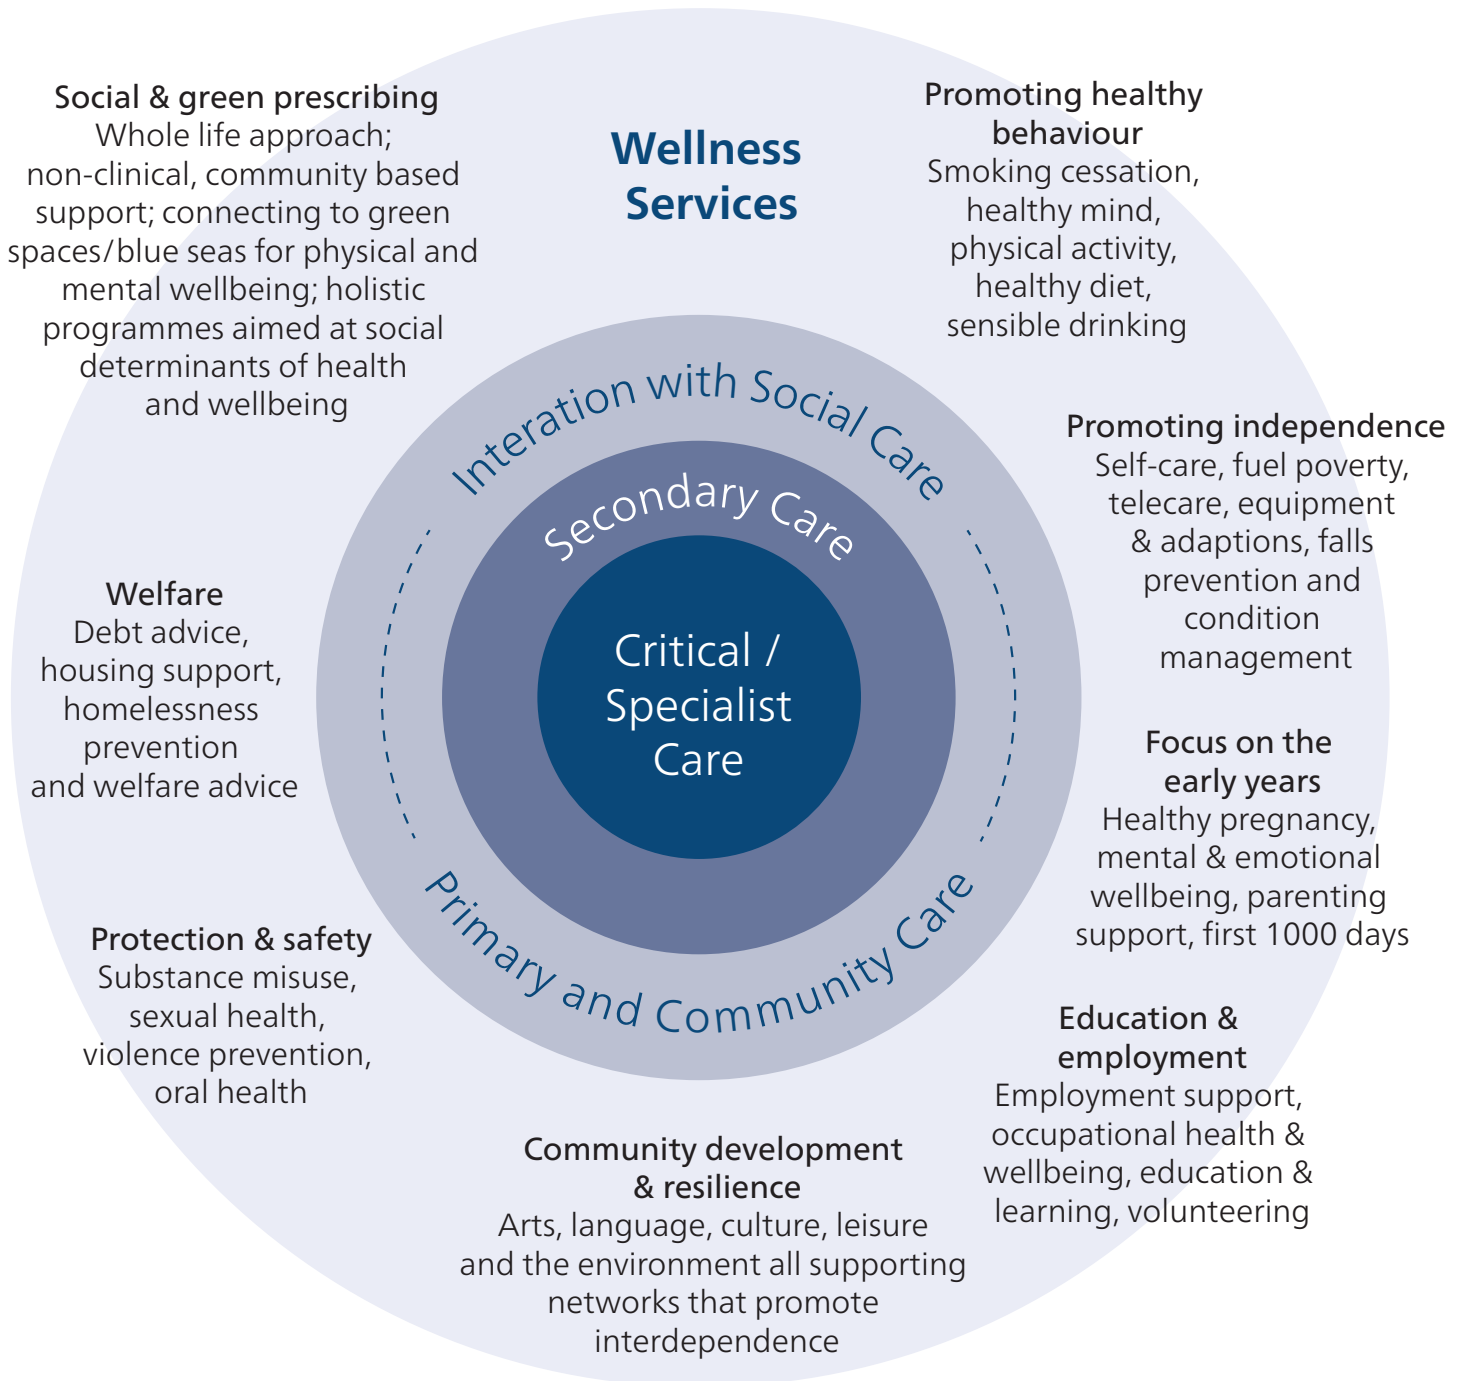 Social & green prescribing
Whole life approach;
non-clinical, community based
support; connecting to green
spaces/blue seas for physical and
mental wellbeing; holistic
programmes aimed at social
determinants of health
and wellbeing
Wellness
Services
Promoting healthy
behaviour
Smoking cessation,
healthy mind,
physical activity,
healthy diet,
sensible drinking
Promoting independence
Self-care, fuel poverty,
telecare, equipment
& adaptions, falls
prevention and
condition
management
Focus on the
early years
Healthy pregnancy,
mental & emotional
wellbeing, parenting
support, first 1000 days
Education &
employment
Employment support,
occupational health &
wellbeing, education &
learning, volunteering
Community development
& resilience
Arts, language, culture, leisure
and the environment all supporting
networks that promote
interdependence
Protection & safety
Substance misuse,
sexual health,
violence prevention,
oral health
Welfare
Debt advice,
housing support,
homelessness
prevention
and welfare advice
Interation with Social Care
Secondary Care
Critical /
Specialist
Care
Primary and Community Care